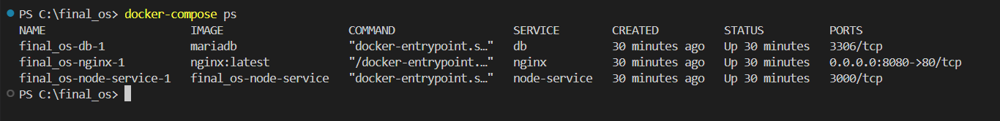 PS C:\final_os> docker-compose ps
NAME IMAGE COMMAND SERVICE CREATED STATUS PORTS
final_os-db-1 mariadb "docker-entrypoint.s…" db 30 minutes ago Up 30 minutes 3306/tcp
final_os-nginx-1 nginx:latest "/docker-entrypoint.…" nginx 30 minutes ago Up 30 minutes 0.0.0.0:8080->80/tcp
final_os-node-service-1 final_os-node-service "docker-entrypoint.s…" node-service 30 minutes ago Up 30 minutes 3000/tcp
PS C:\final_os>